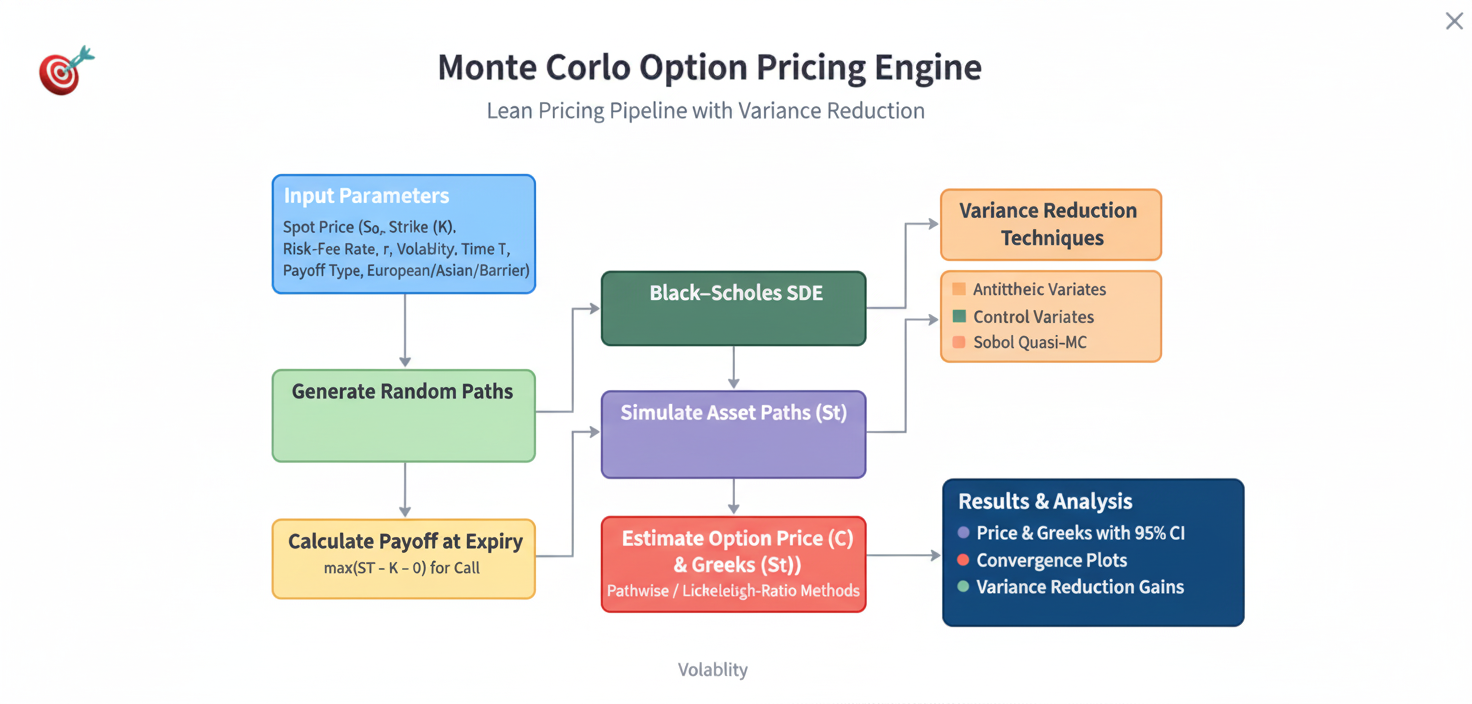 Monte Corlo Option Pricing Engine
Lean Pricing Pipeline with Variance Reduction
Input Parameters
Spot Price (S₀,. Strike (K).
Risk-Fee Rate, r, Volablity. Time T,
Payoff Type, European/Asian/Barrier)
Generate Random Paths
Calculate Payoff at Expiry
max(ST – K – 0) for Call
Black–Scholes SDE
Simulate Asset Paths (St)
Estimate Option Price (C)
& Greeks (St))
Pathwise / Lickeleligh-Ratio Methods
Variance Reduction
Techniques
Antittheic Variates
Control Variates
Sobol Quasi-MC
Results & Analysis
Price & Greeks with 95% CI
Convergence Plots
Variance Reduction Gains
Volablity